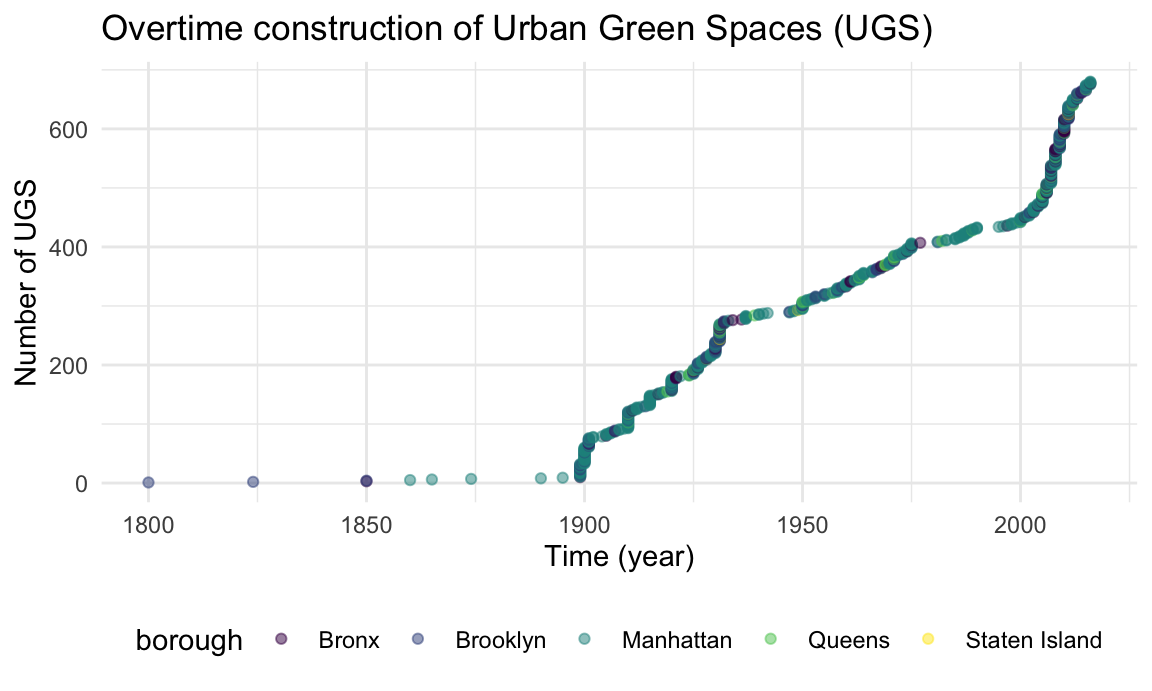 Overtime construction of Urban Green Spaces (UGS)
Number of UGS
600
400
200
0
1800 1850 1900 1950 2000
Time (year)
borough Bronx Brooklyn Manhattan Queens Staten Island